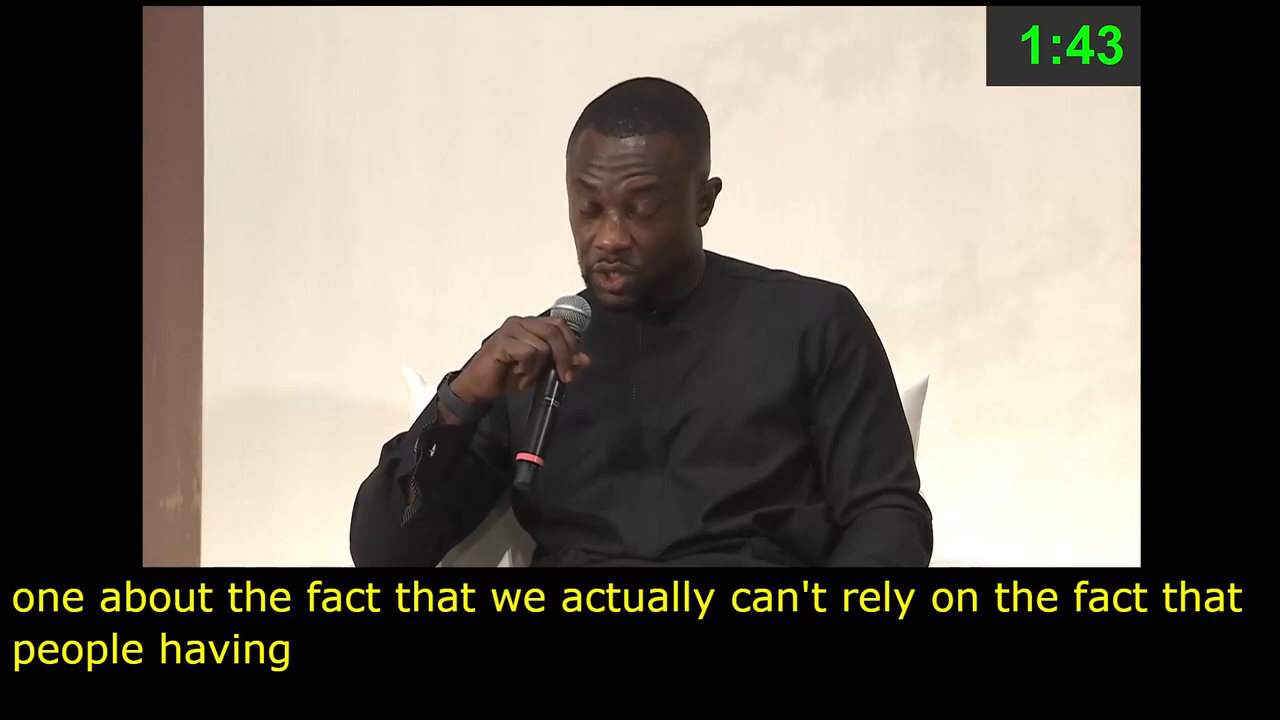 1:43
one about the fact that we actually can't rely on the fact that
people having